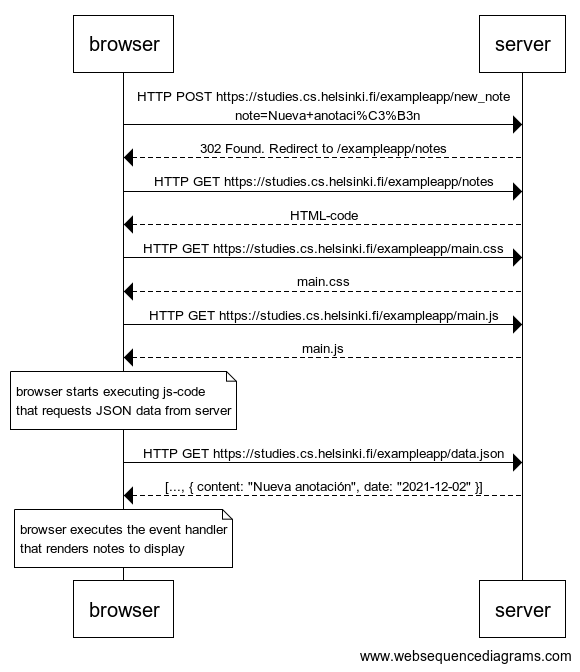 browser
server
HTTP POST https://studies.cs.helsinki.fi/exampleapp/new_note
note=Nueva+anotaci%C3%B3n
302 Found. Redirect to /exampleapp/notes
HTTP GET https://studies.cs.helsinki.fi/exampleapp/notes
HTML-code
HTTP GET https://studies.cs.helsinki.fi/exampleapp/main.css
main.css
HTTP GET https://studies.cs.helsinki.fi/exampleapp/main.js
main.js
browser starts executing js-code
that requests JSON data from server
HTTP GET https://studies.cs.helsinki.fi/exampleapp/data.json
[..., { content: "Nueva anotación", date: "2021-12-02" }]
browser executes the event handler
that renders notes to display
browser
server
www.websequencediagrams.com